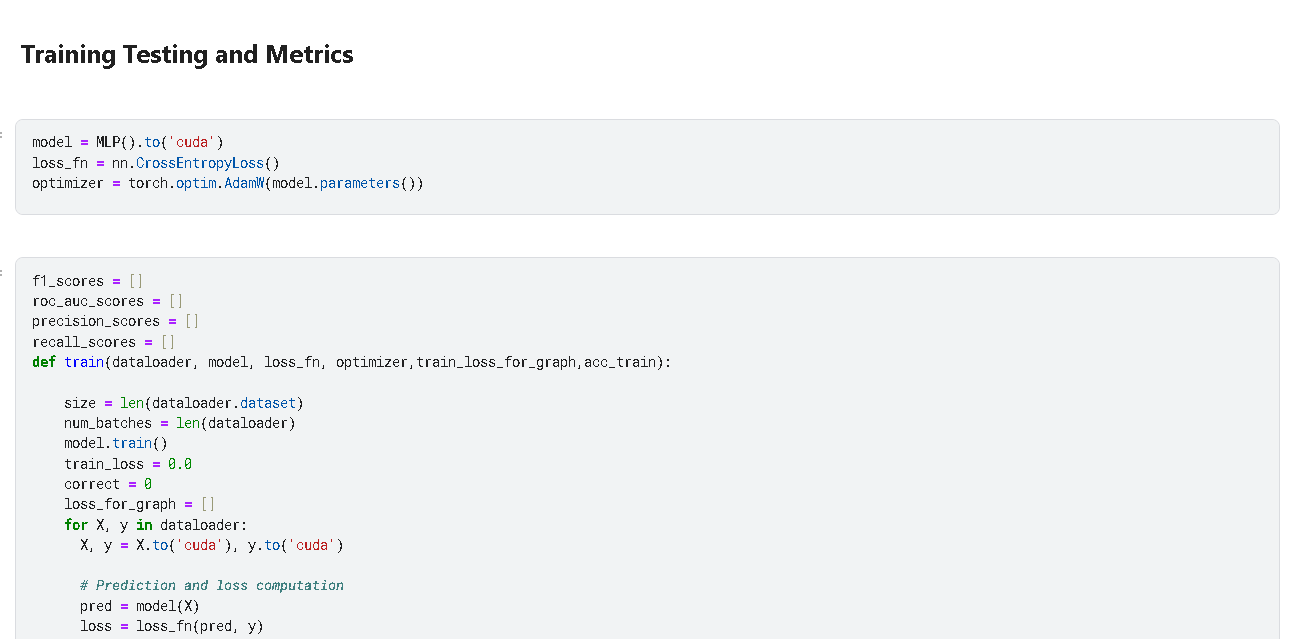 Training Testing and Metrics
model = MLP().to('cuda')
loss_fn = nn.CrossEntropyLoss()
optimizer = torch.optim.AdamW(model.parameters())
f1_scores = []
roc_auc_scores = []
precision_scores = []
recall_scores = []
def train(dataloader, model, loss_fn, optimizer,train_loss_for_graph,acc_train):
    size = len(dataloader.dataset)
    num_batches = len(dataloader)
    model.train()
    train_loss = 0.0
    correct = 0
    loss_for_graph = []
    for X, y in dataloader:
      X, y = X.to('cuda'), y.to('cuda')
      # Prediction and loss computation
      pred = model(X)
      loss = loss_fn(pred, y)